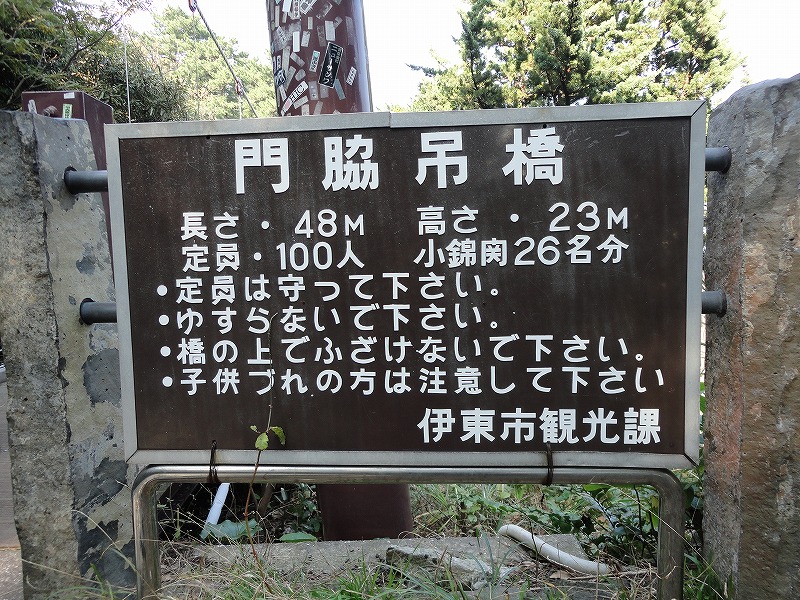 門脇吊橋
長さ・48M 高さ・23M
定員・100人 小錦関26名分
・定員は守って下さい。
・ゆすらないで下さい。
・橋の上でふざけないで下さい。
・子供づれの方は注意して下さい
伊東市観光課